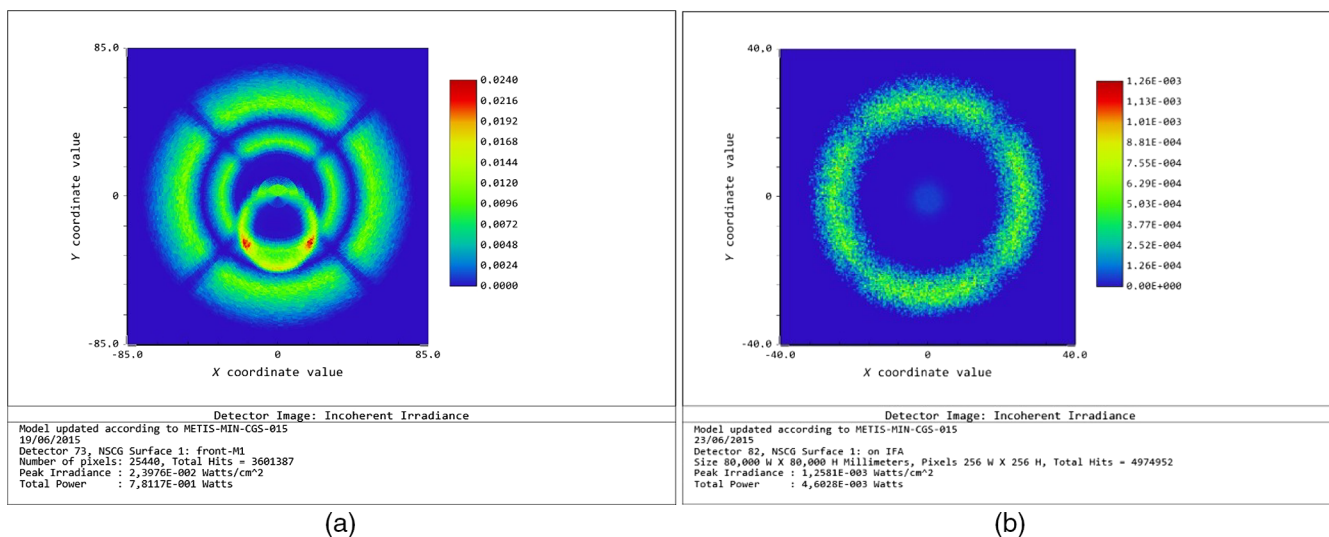 85.0
0
-85.0
-85.0
0
85.0
Y coordinate value
X coordinate value
0.0240
0.0216
0.0192
0.0168
0.0144
0.0120
0.0096
0.0072
0.0048
0.0024
0.0000
Detector Image: Incoherent Irradiance
Model updated according to METIS-MIN-CGS-015
19/06/2015
Detector 73, NSCG Surface 1: front-M1
Number of pixels: 25440, Total Hits = 3601387
Peak Irradiance : 2,3976E-002 Watts/cm^2
Total Power : 7,8117E-001 Watts
(a)
40.0
0
-40.0
-40.0
0
40.0
Y coordinate value
X coordinate value
1.26E-003
1.13E-003
1.01E-003
8.81E-004
7.55E-004
6.29E-004
5.03E-004
3.77E-004
2.52E-004
1.26E-004
0.00E+000
Detector Image: Incoherent Irradiance
Model updated according to METIS-MIN-CGS-015
23/06/2015
Detector 82, NSCG Surface 1: on IFA
Size 80,000 W X 80,000 H Millimeters, Pixels 256 W X 256 H, Total Hits = 4974952
Peak Irradiance : 1,2581E-003 Watts/cm^2
Total Power : 4,6028E-003 Watts
(b)